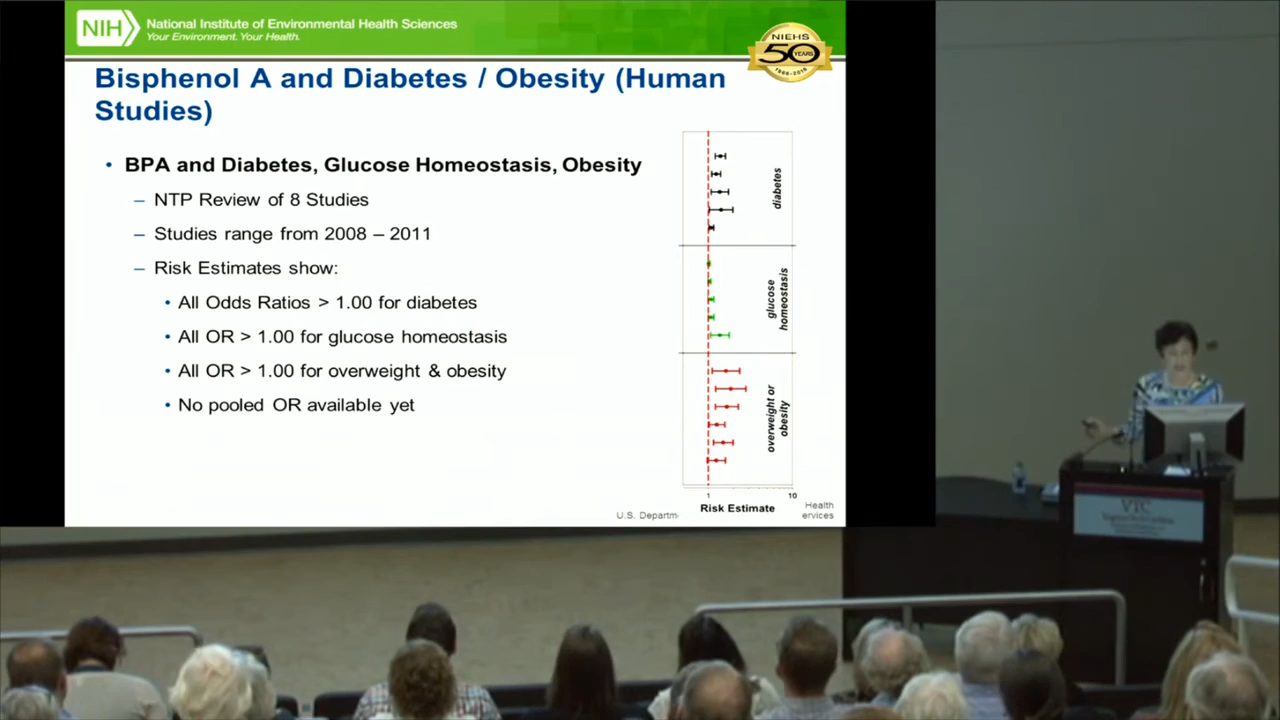 NIH
National Institute of Environmental Health Sciences
Your Environment. Your Health.
NIEHS
50
YEARS
1966-2016
Bisphenol A and Diabetes / Obesity (Human
Studies)
• BPA and Diabetes, Glucose Homeostasis, Obesity
– NTP Review of 8 Studies
– Studies range from 2008 – 2011
– Risk Estimates show:
• All Odds Ratios > 1.00 for diabetes
• All OR > 1.00 for glucose homeostasis
• All OR > 1.00 for overweight & obesity
• No pooled OR available yet
diabetes
glucose
homeostasis
overweight or
obesity
1 10
Risk Estimate
U.S. Departm
Health
ervices
VTC